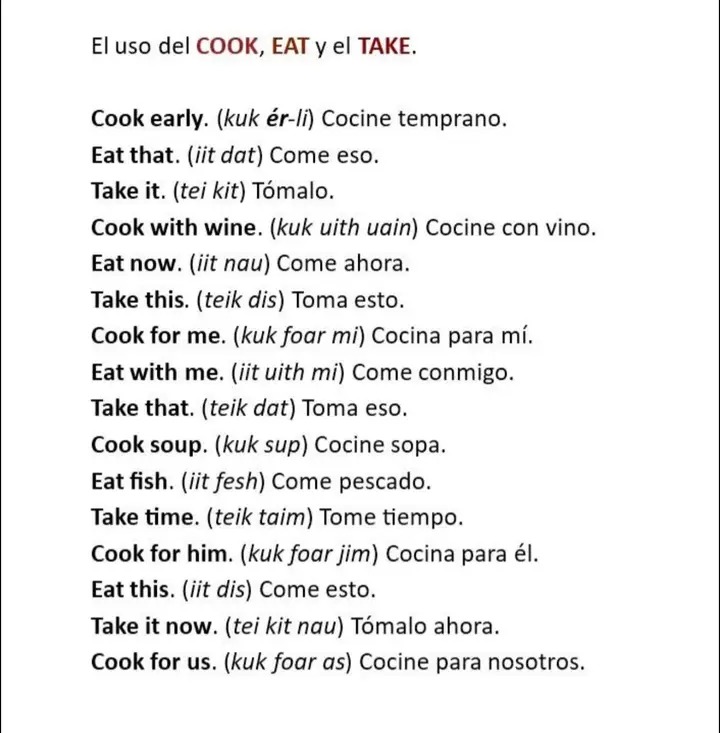 El uso del COOK, EAT y el TAKE.
Cook early. (kuk ér-li) Cocine temprano.
Eat that. (iit dat) Come eso.
Take it. (tei kit) Tómalo.
Cook with wine. (kuk uith uain) Cocine con vino.
Eat now. (iit nau) Come ahora.
Take this. (teik dis) Toma esto.
Cook for me. (kuk foar mi) Cocina para mí.
Eat with me. (iit uith mi) Come conmigo.
Take that. (teik dat) Toma eso.
Cook soup. (kuk sup) Cocine sopa.
Eat fish. (iit fesh) Come pescado.
Take time. (teik taim) Tome tiempo.
Cook for him. (kuk foar jim) Cocina para él.
Eat this. (iit dis) Come esto.
Take it now. (tei kit nau) Tómalo ahora.
Cook for us. (kuk foar as) Cocine para nosotros.